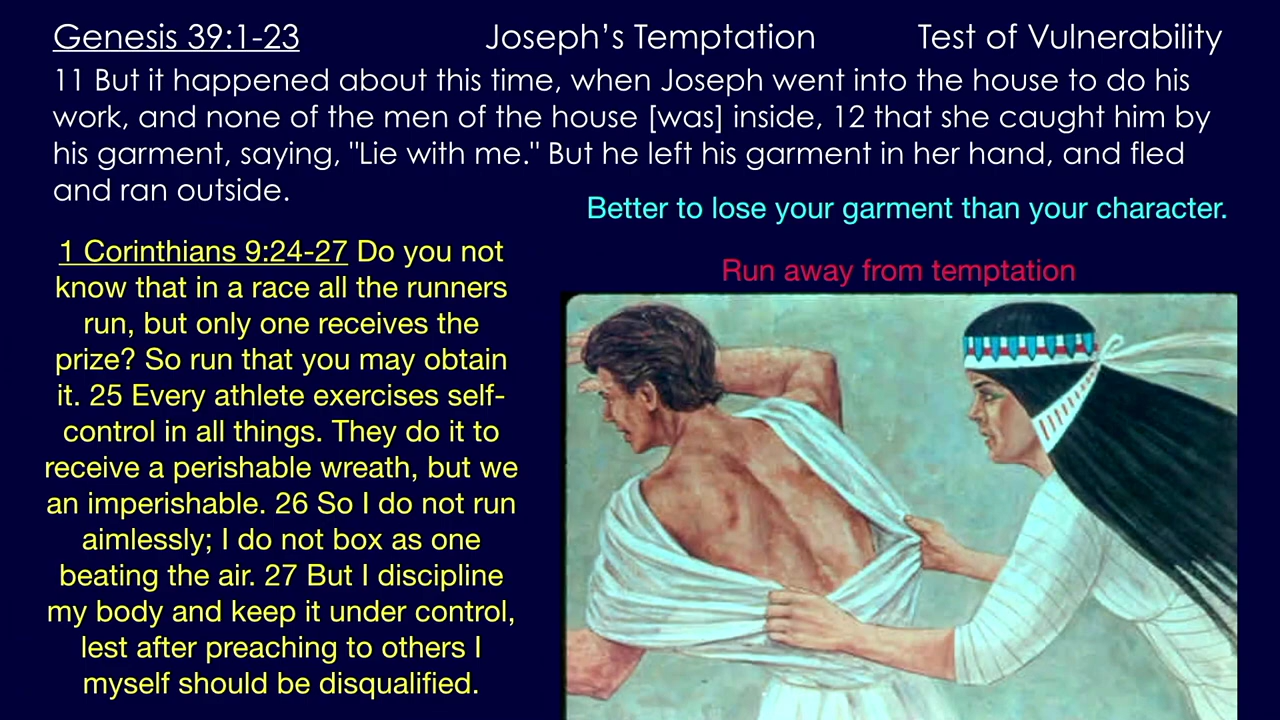 Genesis 39:1-23 Joseph's Temptation Test of Vulnerability
11 But it happened about this time, when Joseph went into the house to do his
work, and none of the men of the house [was] inside, 12 that she caught him by
his garment, saying, "Lie with me." But he left his garment in her hand, and fled
and ran outside.
Better to lose your garment than your character.
Run away from temptation
1 Corinthians 9:24-27 Do you not
know that in a race all the runners
run, but only one receives the
prize? So run that you may obtain
it. 25 Every athlete exercises self-
control in all things. They do it to
receive a perishable wreath, but we
an imperishable. 26 So I do not run
aimlessly; I do not box as one
beating the air. 27 But I discipline
my body and keep it under control,
lest after preaching to others I
myself should be disqualified.